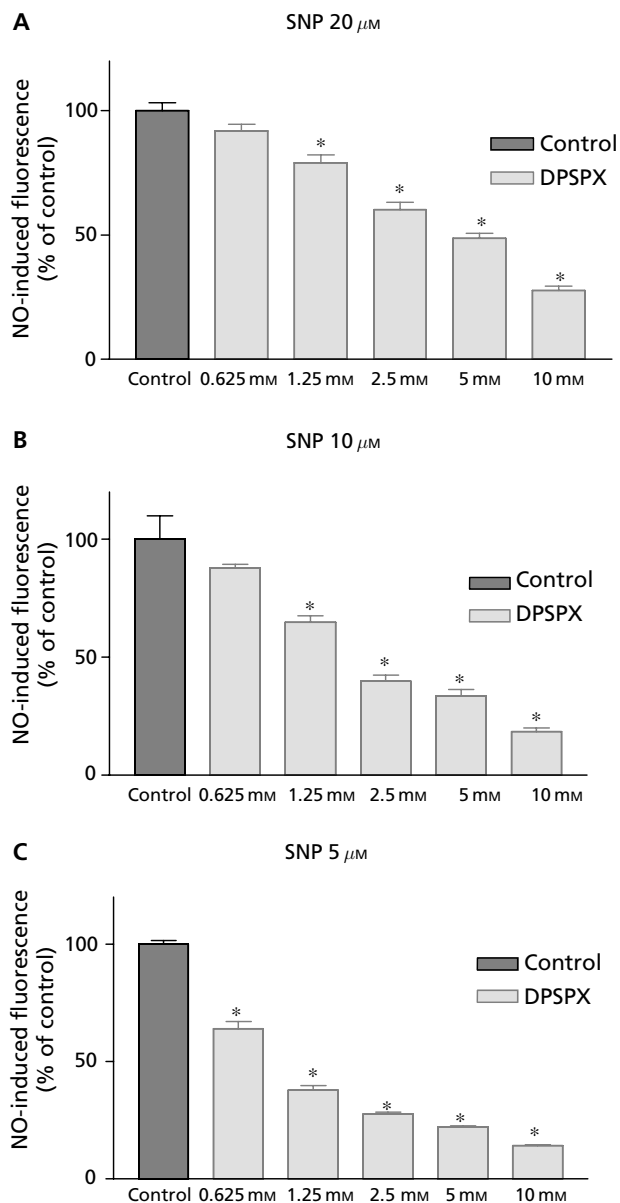 A
SNP 20 μM
NO-induced fluorescence
(% of control)
100
50
0
Control
DPSPX
*
*
*
*
Control 0.625 mM 1.25 mM 2.5 mM 5 mM 10 mM
B
SNP 10 μM
NO-induced fluorescence
(% of control)
100
50
0
Control
DPSPX
*
*
*
*
Control 0.625 mM 1.25 mM 2.5 mM 5 mM 10 mM
C
SNP 5 μM
NO-induced fluorescence
(% of control)
100
50
0
Control
DPSPX
*
*
*
*
*
Control 0.625 mM 1.25 mM 2.5 mM 5 mM 10 mM